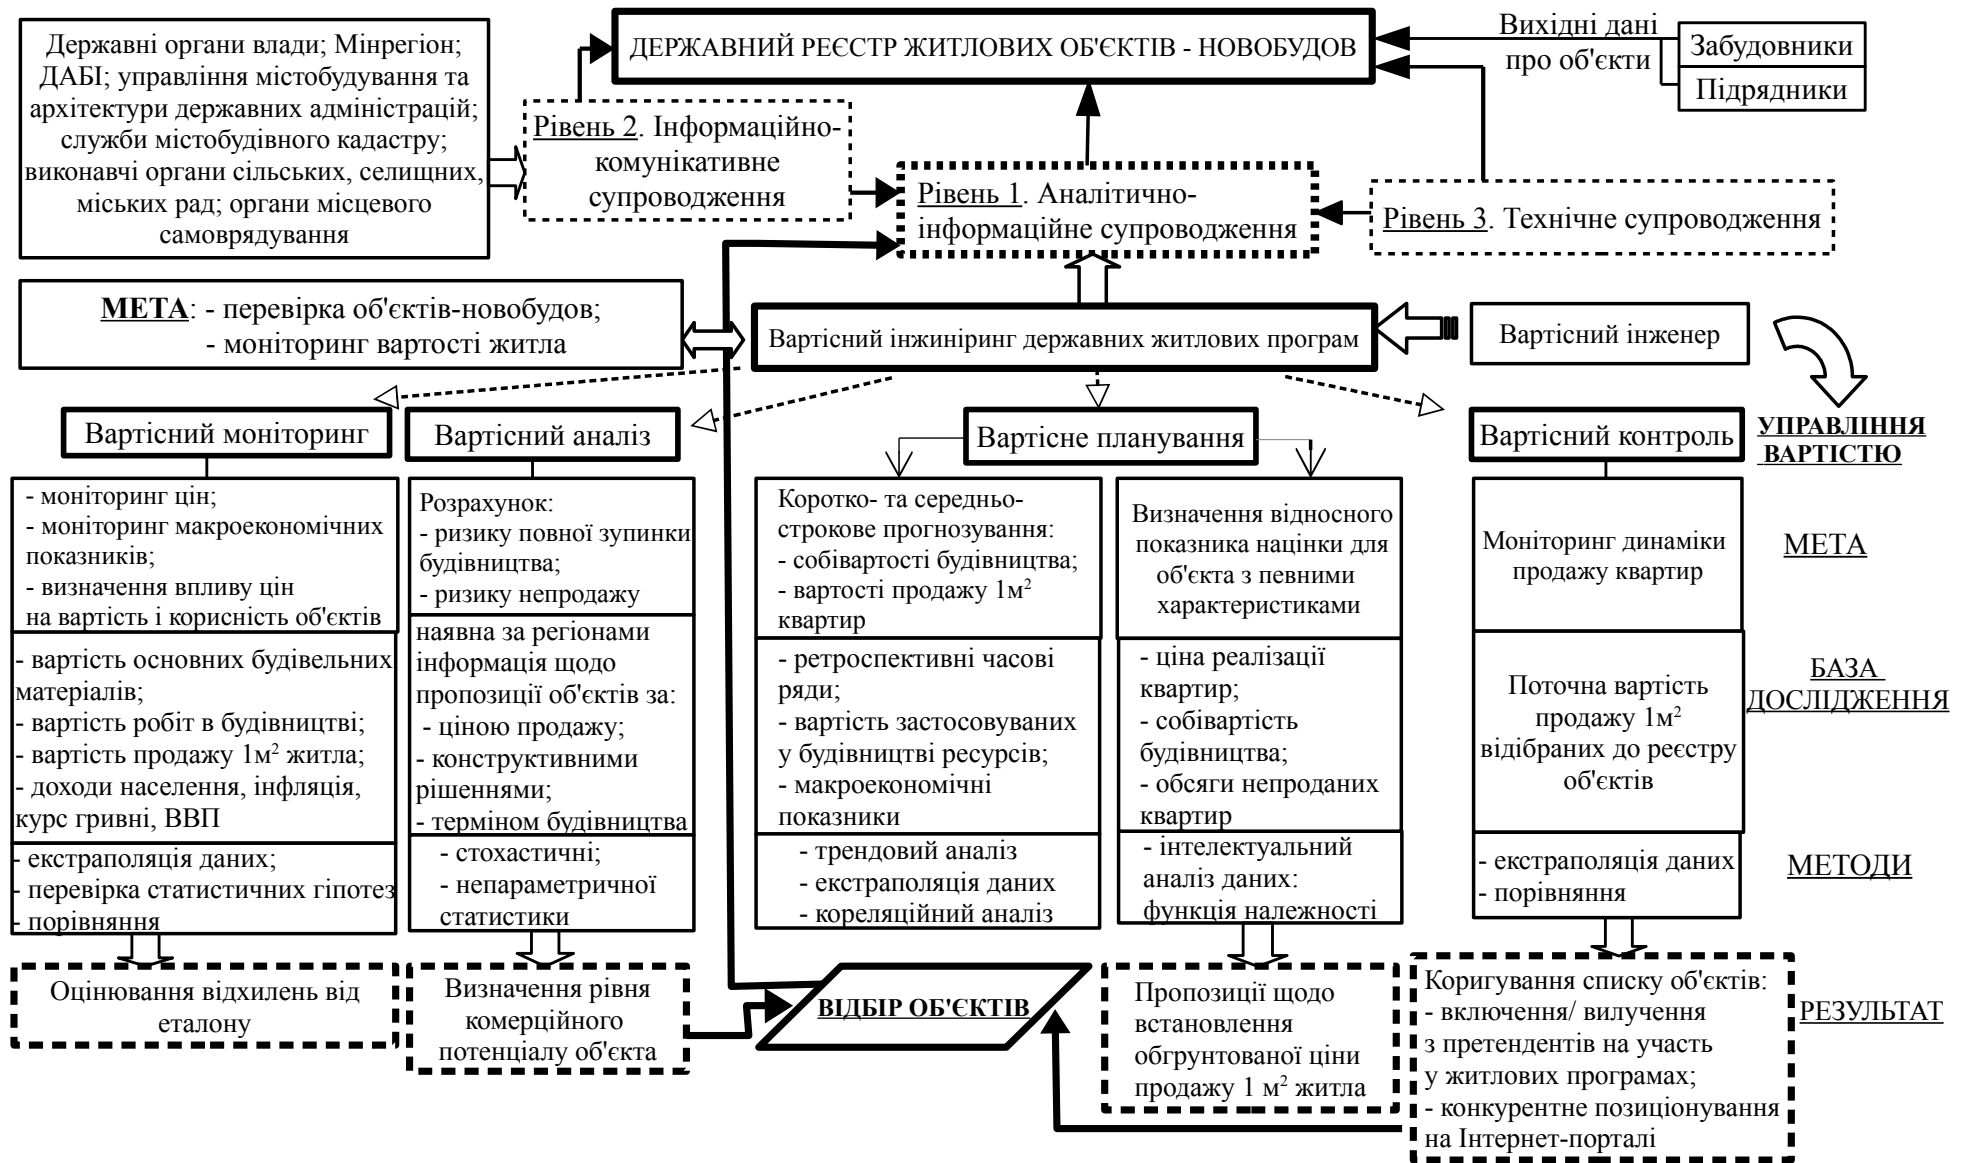 Державні органи влади; Мінрегіон;
ДАБІ; управління містобудування та
архітектури державних адміністрацій;
служби містобудівного кадастру;
виконавчі органи сільських, селищних,
міських рад; органи місцевого
самоврядування
ДЕРЖАВНИЙ РЕЄСТР ЖИТЛОВИХ ОБ'ЄКТІВ - НОВОБУДОВ
Вихідні дані
про об'єкти
Забудовники
Підрядники
Рівень 2. Інформаційно-
комунікативне
супроводження
Рівень 1. Аналітично-
інформаційне супроводження
Рівень 3. Технічне супроводження
МЕТА: - перевірка об'єктів-новобудов;
- моніторинг вартості житла
Вартісний інжиніринг державних житлових програм
Вартісний інженер
УПРАВЛІННЯ
ВАРТІСТЮ
Вартісний моніторинг
Вартісний аналіз
Вартісне планування
Вартісний контроль
- моніторинг цін;
- моніторинг макроекономічних
показників;
- визначення впливу цін
на вартість і корисність об'єктів
Розрахунок:
- ризику повної зупинки
будівництва;
- ризику непродажу
Коротко- та середньо-
строкове прогнозування:
- собівартості будівництва;
- вартості продажу 1м²
квартир
Визначення відносного
показника націнки для
об'єкта з певними
характеристиками
Моніторинг динаміки
продажу квартир
МЕТА
- вартість основних будівельних
матеріалів;
- вартість робіт в будівництві;
- вартість продажу 1м² житла;
- доходи населення, інфляція,
курс гривні, ВВП
наявна за регіонами
інформація щодо
пропозиції об'єктів за:
- ціною продажу;
- конструктивними
рішеннями;
- терміном будівництва
- ретроспективні часові
ряди;
- вартість застосовуваних
у будівництві ресурсів;
- макроекономічні
показники
- ціна реалізації
квартир;
- собівартість
будівництва;
- обсяги непроданих
квартир
Поточна вартість
продажу 1м²
відібраних до реєстру
об'єктів
БАЗА
ДОСЛІДЖЕННЯ
- екстраполяція даних;
- перевірка статистичних гіпотез
- порівняння
- стохастичні;
- непараметричної
статистики
- трендовий аналіз
- екстраполяція даних
- кореляційний аналіз
- інтелектуальний
аналіз даних:
функція належності
- екстраполяція даних
- порівняння
МЕТОДИ
Оцінювання відхилень від
еталону
Визначення рівня
комерційного
потенціалу об'єкта
ВІДБІР ОБ'ЄКТІВ
Пропозиції щодо
встановлення
обгрунтованої ціни
продажу 1 м² житла
Коригування списку об'єктів:
- включення/ вилучення
з претендентів на участь
у житлових програмах;
- конкурентне позиціонування
на Інтернет-порталі
РЕЗУЛЬТАТ